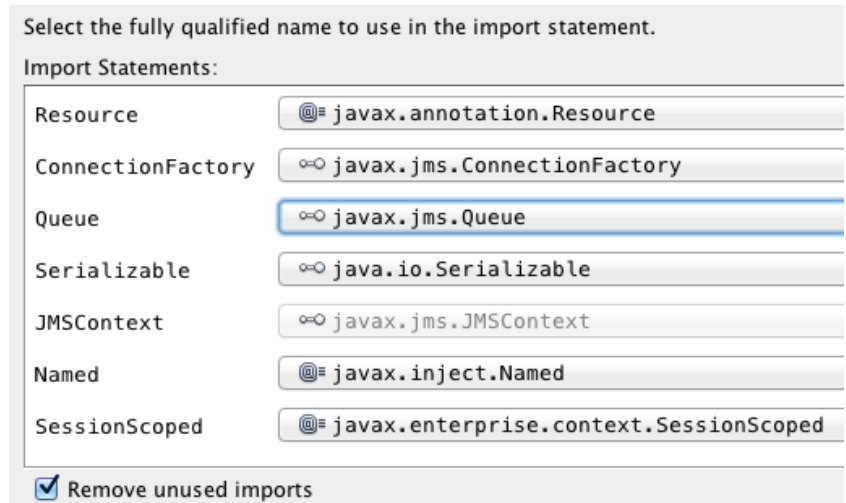 Select the fully qualified name to use in the import statement.
Import Statements:
Resource javax.annotation.Resource
ConnectionFactory javax.jms.ConnectionFactory
Queue javax.jms.Queue
Serializable java.io.Serializable
JMSContext javax.jms.JMSContext
Named javax.inject.Named
SessionScoped javax.enterprise.context.SessionScoped
Remove unused imports